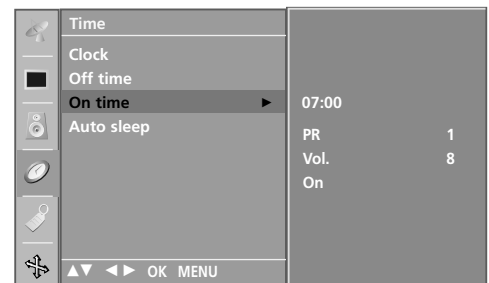 Time
Clock
Off time
On time ►
Auto sleep
▲▼ ◄► OK MENU
07:00
PR 1
Vol. 8
On